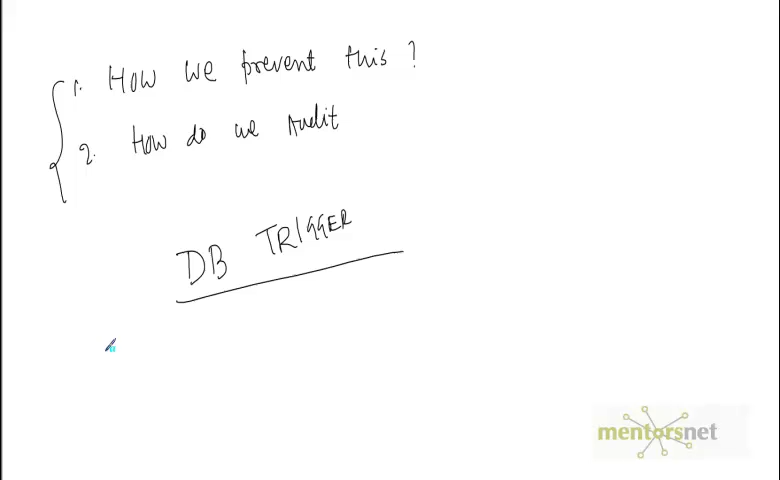 1. How we prevent this ?
2. How do we Audit
DB TRIGGER
mentorsnet